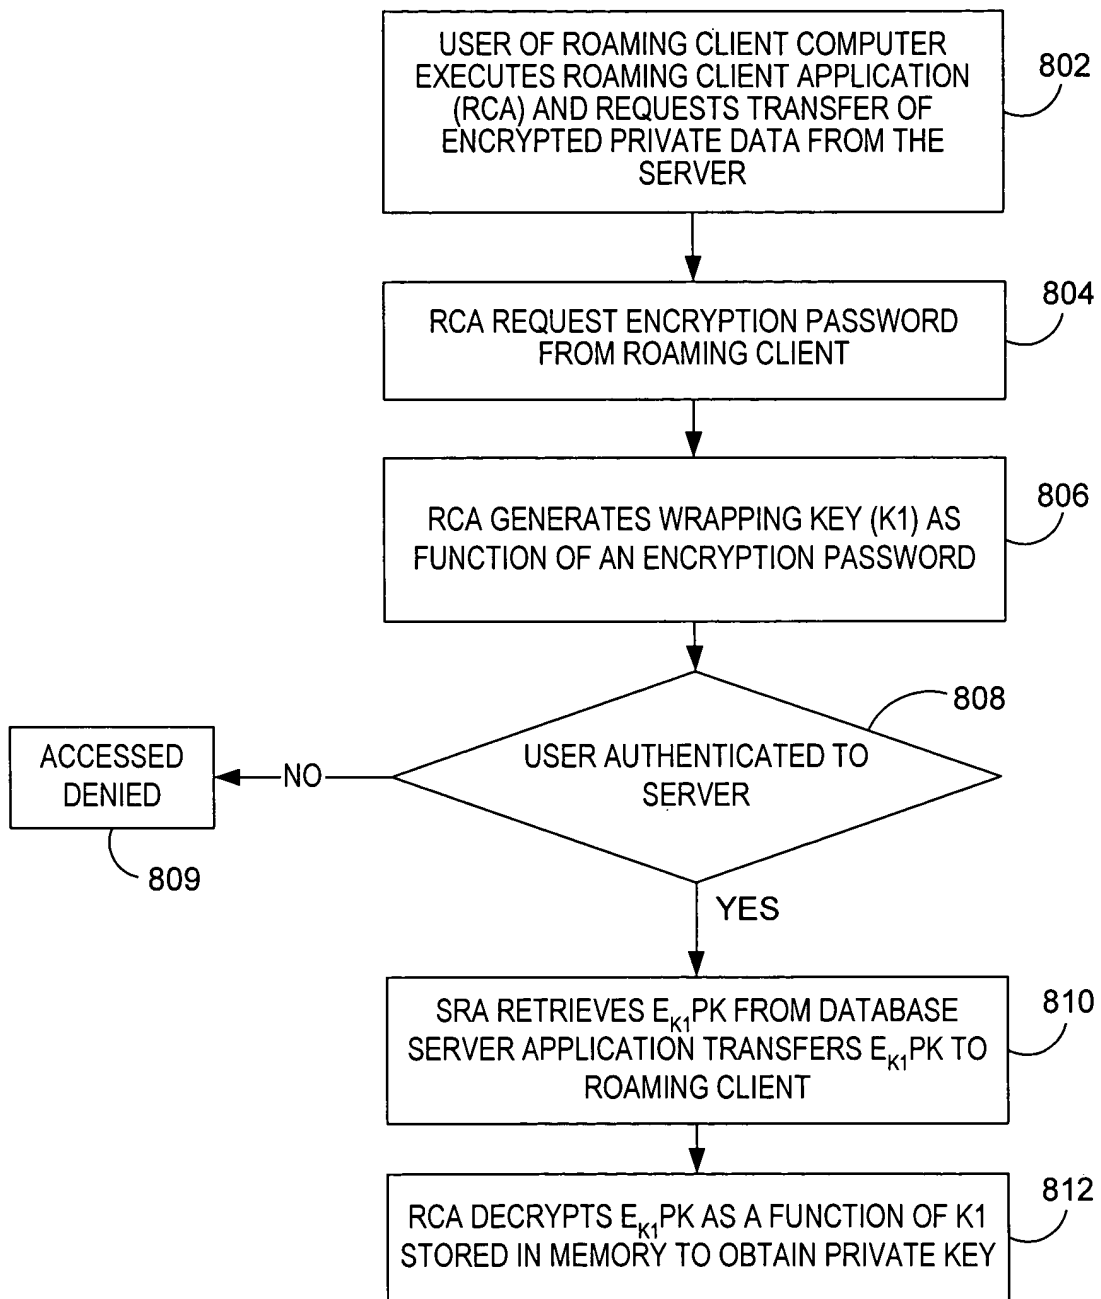 USER OF ROAMING CLIENT COMPUTER
EXECUTES ROAMING CLIENT APPLICATION
(RCA) AND REQUESTS TRANSFER OF
ENCRYPTED PRIVATE DATA FROM THE
SERVER
802
RCA REQUEST ENCRYPTION PASSWORD
FROM ROAMING CLIENT
804
RCA GENERATES WRAPPING KEY (K1) AS
FUNCTION OF AN ENCRYPTION PASSWORD
806
USER AUTHENTICATED TO
SERVER
808
NO
ACCESSED
DENIED
809
YES
SRA RETRIEVES E_K1PK FROM DATABASE
SERVER APPLICATION TRANSFERS E_K1PK TO
ROAMING CLIENT
810
RCA DECRYPTS E_K1PK AS A FUNCTION OF K1
STORED IN MEMORY TO OBTAIN PRIVATE KEY
812